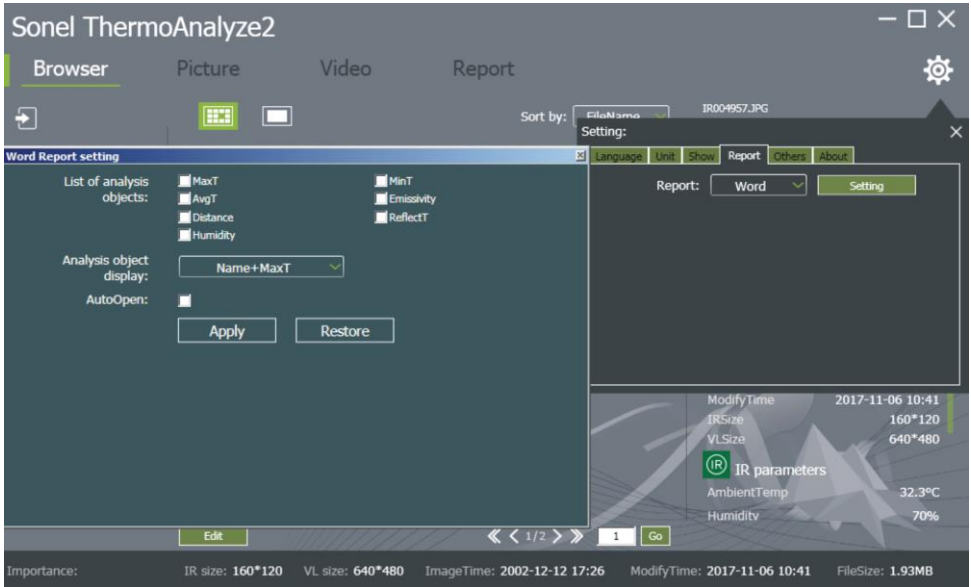 Sonel ThermoAnalyze2
Browser Picture Video Report
Sort by: FileName IR004957.JPG
Setting:
Word Report setting
Language Unit Show Report Others About
List of analysis objects:
MaxT MinT
AvgT Emissivity
Distance ReflectT
Humidity
Report: Word Setting
Analysis object display: Name+MaxT
AutoOpen:
Apply Restore
ModifyTime 2017-11-06 10:41
IRSize 160*120
VLSize 640*480
IR IR parameters
AmbientTemp 32.3°C
Humidity 70%
Edit 1/2 1 Go
Importance: IR size: 160*120 VL size: 640*480 ImageTime: 2002-12-12 17:26 ModifyTime: 2017-11-06 10:41 FileSize: 1.93MB